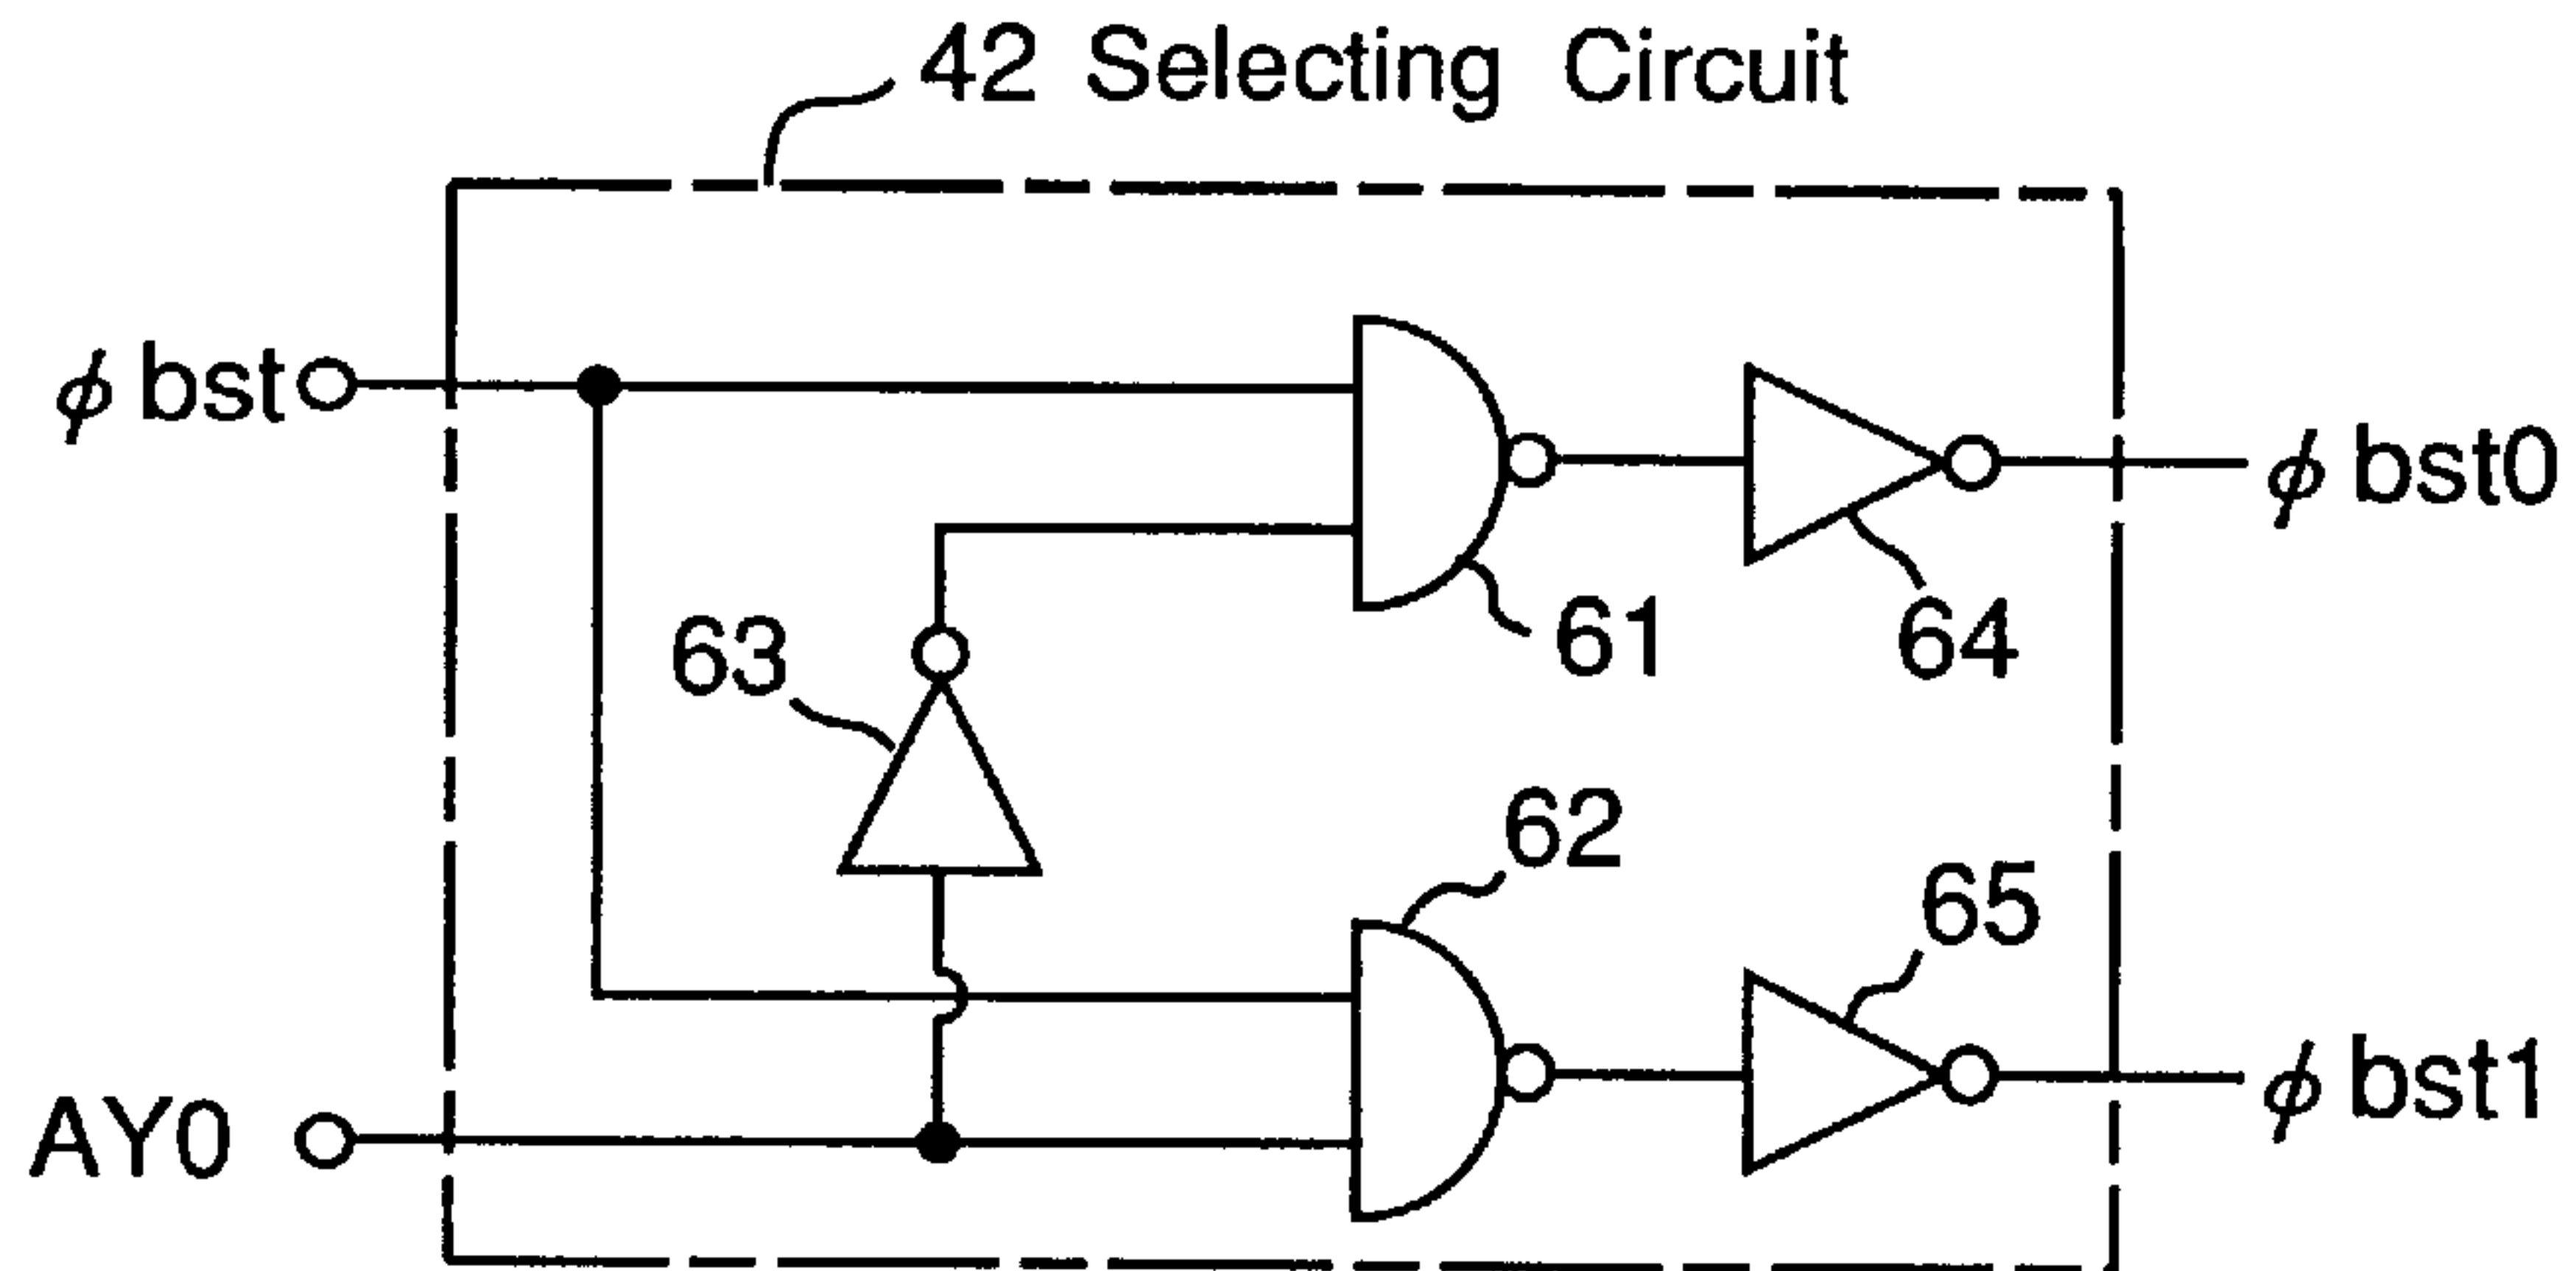 42 Selecting Circuit
ϕ bst
ϕ bst0
61
64
63
62
65
AY0
ϕ bst1